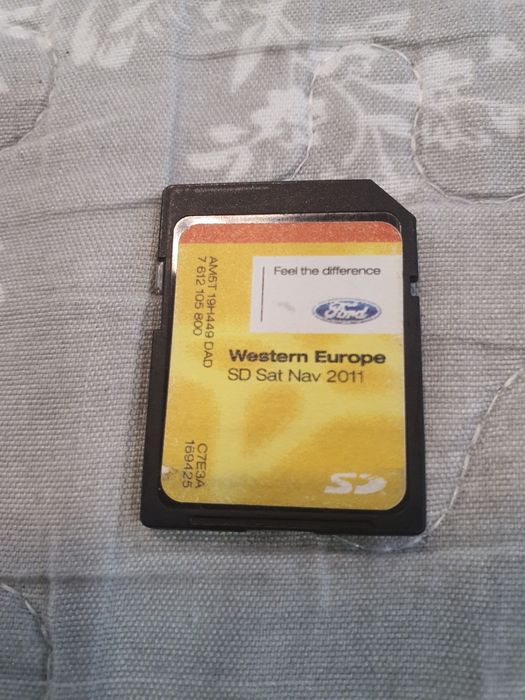 Feel the difference
Ford
Western Europe
SD Sat Nav 2011
AM5T 19H449 DAD
7 612 105 800
C7E3A
169425
SD